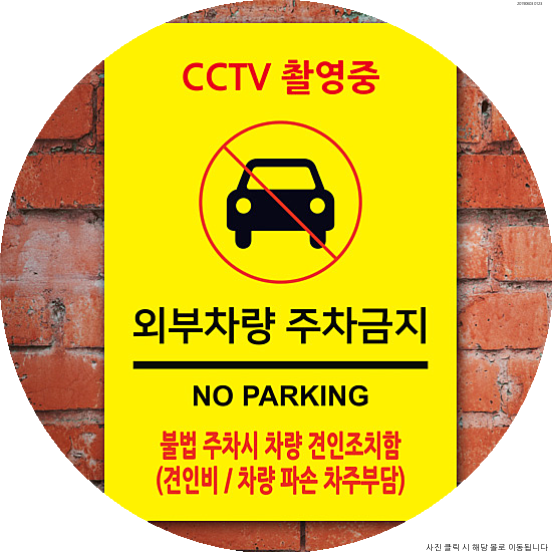 CCTV 촬영중
외부차량 주차금지
NO PARKING
불법 주차시 차량 견인조치함
(견인비 / 차량 파손 차주부담)
사진 클릭 시 해당 몰로 이동됩니다